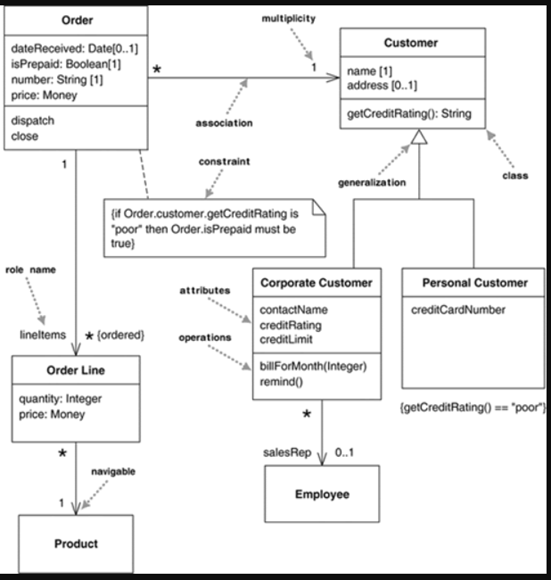 Order
dateReceived: Date[0..1]
isPrepaid: Boolean[1]
number: String [1]
price: Money
dispatch
close
multiplicity
*
1
association
Customer
name [1]
address [0..1]
getCreditRating(): String
class
generalization
1
constraint
{if Order.customer.getCreditRating is
"poor" then Order.isPrepaid must be
true}
role name
lineItems
* {ordered}
attributes
operations
Corporate Customer
contactName
creditRating
creditLimit
billForMonth(Integer)
remind()
Personal Customer
creditCardNumber
{getCreditRating() == "poor"}
Order Line
quantity: Integer
price: Money
*
navigable
1
Product
*
salesRep
0..1
Employee